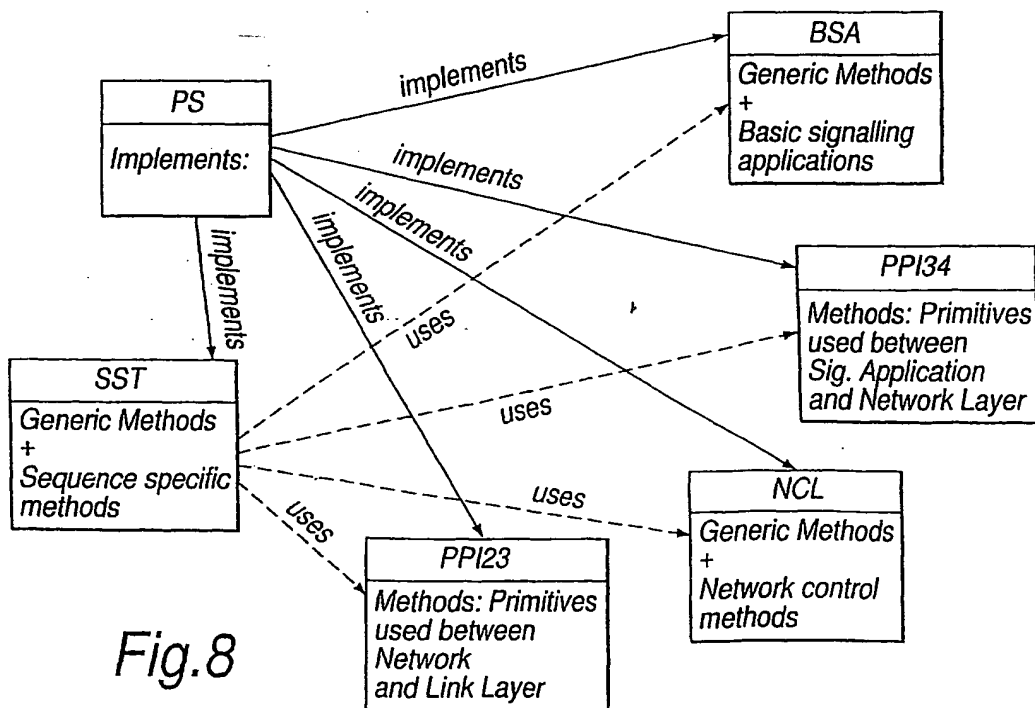 BSA
Generic Methods
+
Basic signalling
applications
PS
Implements:
implements
implements
implements
implements
implements
PPI34
Methods: Primitives
used between
Sig. Application
and Network Layer
uses
uses
uses
uses
SST
Generic Methods
+
Sequence specific
methods
NCL
Generic Methods
+
Network control
methods
PPI23
Methods: Primitives
used between
Network
and Link Layer
Fig.8